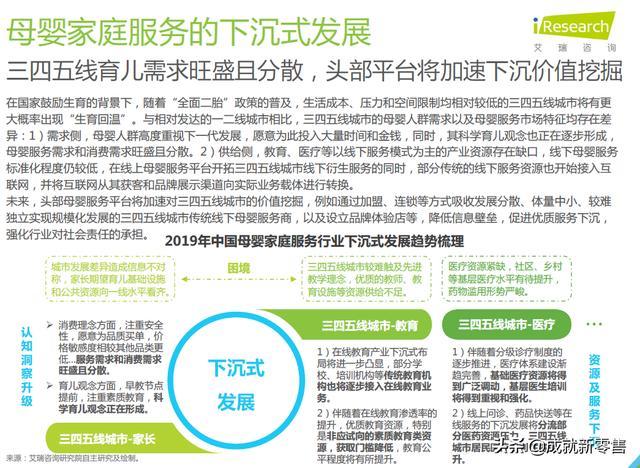 母婴家庭服务的下沉式发展
iResearch
艾瑞咨询
三四五线育儿需求旺盛且分散，头部平台将加速下沉价值挖掘
在国家鼓励生育的背景下，随着“全面二胎”政策的普及，生活成本、压力和空间限制均相对较低的三四五线城市将有更
大概率出现“生育回温”。与相对发达的一二线城市相比，三四五线城市的母婴人群需求以及母婴服务市场特征均存在差
异：1）需求侧，母婴人群高度重视下一代发展，愿意为此投入大量时间和金钱，同时，其科学育儿观念也正在逐步形成，
母婴服务需求和消费需求旺盛且分散。2）供给侧，教育、医疗等以线下服务模式为主的产业资源存在缺口，线下母婴服务
标准化程度仍较低，在线上母婴服务平台开拓三四五线城市线下衍生服务的同时，部分传统的线下服务资源也开始接入互
联网，并将互联网从其获客和品牌展示渠道向实际业务载体进行转换。
未来，头部母婴服务平台将加速对三四五线城市的价值挖掘，例如通过加盟、连锁等方式吸收发展分散、体量中小、较难
独立实现规模化发展的三四五线城市传统线下母婴服务商，以及设立品牌体验店等，降低信息壁垒，促进优质服务下沉，
强化行业对社会责任的承担。
2019年中国母婴家庭服务行业下沉式发展趋势梳理
城市发展差异造成信息不对
称，家长期望育儿基础设施
和公共资源向一线水平看齐。
困境
三四五线城市较难触及先进
教学理念，优质的教师、教
育设施等资源供给不足。
医疗资源紧缺，社区、乡村
等基层医疗水平有待提升，
药物滥用形势严峻。
认知洞察升级
➢ 消费理念方面，注重安全
性，愿意为品质买单，价
格敏感度相较其他品类更
低...服务需求和消费需求
旺盛且分散。
➢ 育儿观念方面，早教节点
提前，注重素质教育，科
学育儿观念正在形成。
三四五线城市-家长
下沉式
发展
三四五线城市-教育
1）在线教育产业下沉式布
局将进一步凸显，部分学
校、培训机构等传统教育机
构也将逐步接入在线教育业
务。
2）伴随着在线教育渗透率的
提升，优质教育资源，特别
是非应试向的素质教育类资
源，获取门槛降低，教育公
平程度将有所提升。
三四五线城市-医疗
1）伴随着分级诊疗制度的
逐步推进，医疗体系建设渐
趋完善，基础医疗资源将得
到广泛调动，基层医生培训
将得到重视和强化。
2）线上问诊、药品快送等在
线服务的下沉发展将分流部
分医药资源
三四五线
城市居民
...
资源及服务下
头条@成就新零售
来源：艾瑞咨询研究院自主研究及绘制。